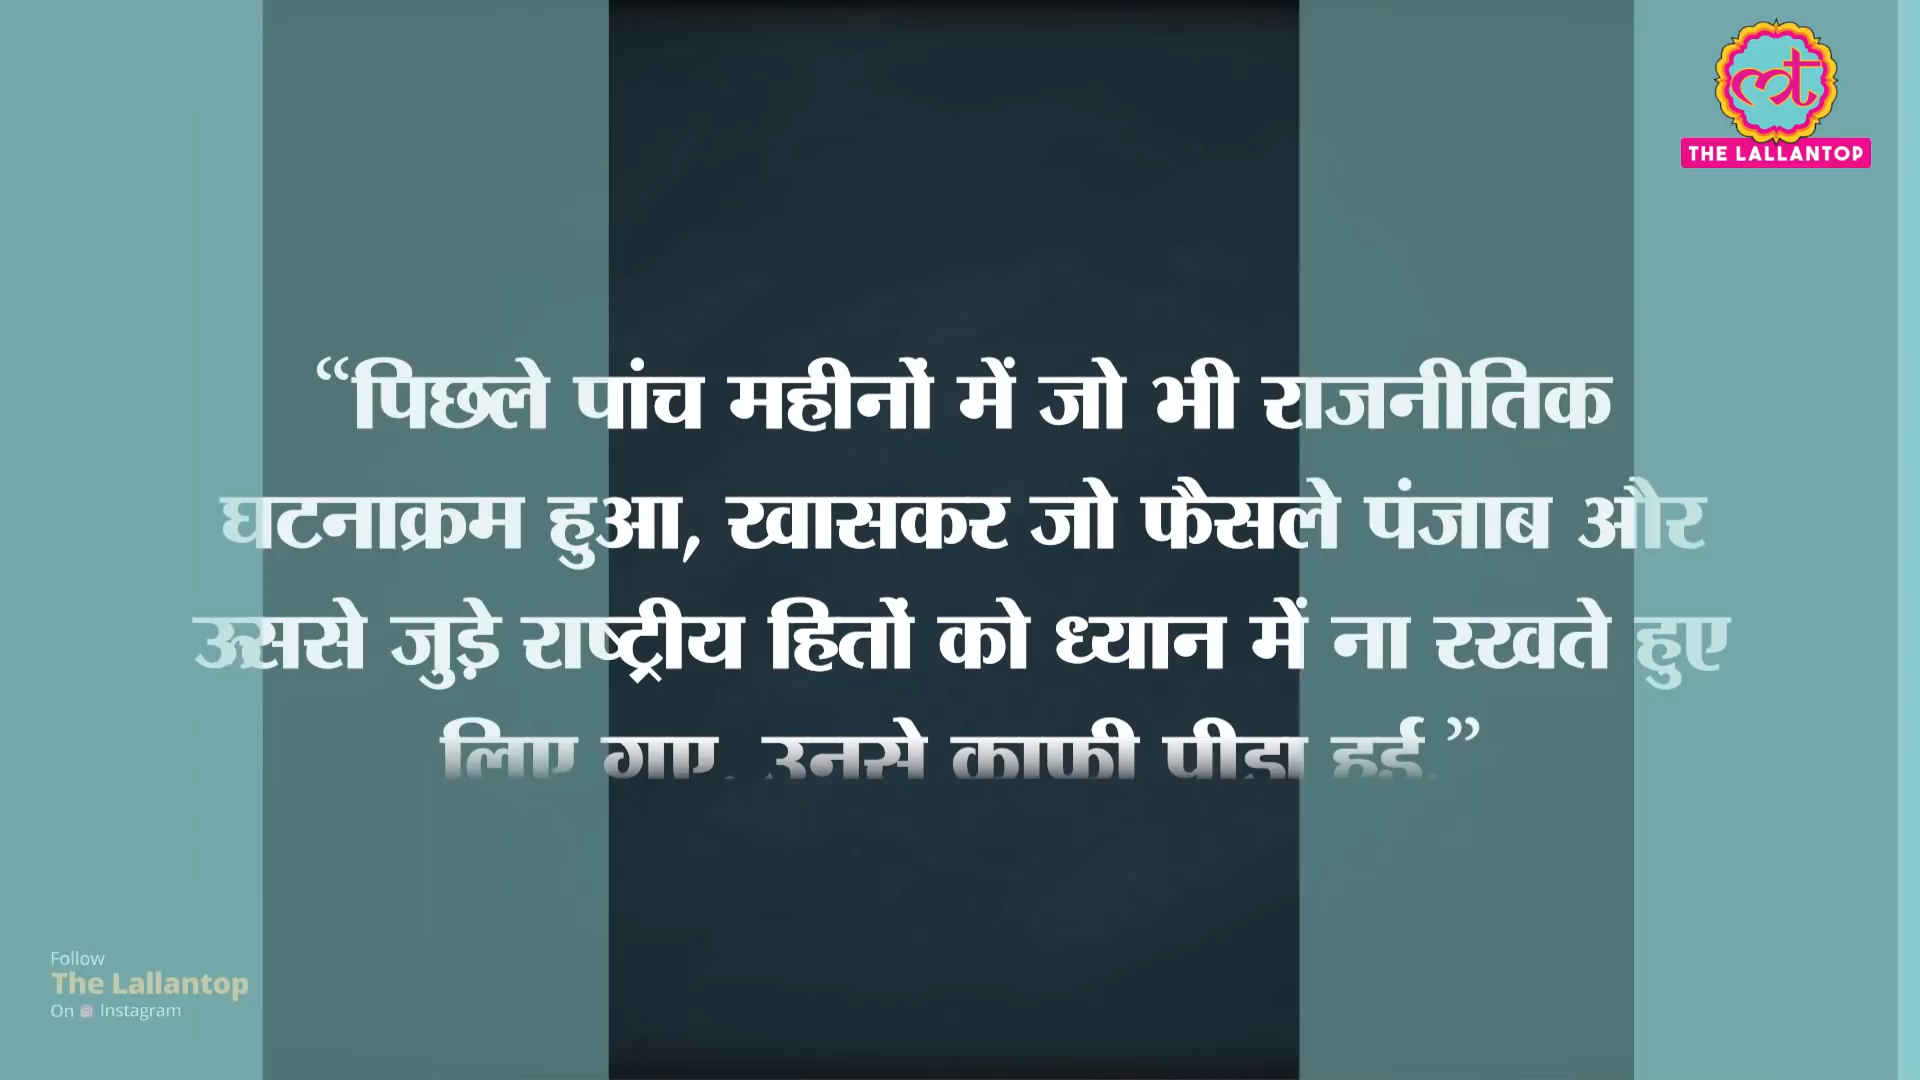 ली
THE LALLANTOP
“पिछले पांच महीनों में जो भी राजनीतिक
घटनाक्रम हुआ, खासकर जो फैसले पंजाब और
उससे जुड़े राष्ट्रीय हितों को ध्यान में ना रखते हुए
लिए गए, उनसे काफी पीड़ा हुई.”
Follow
The Lallantop
On Instagram